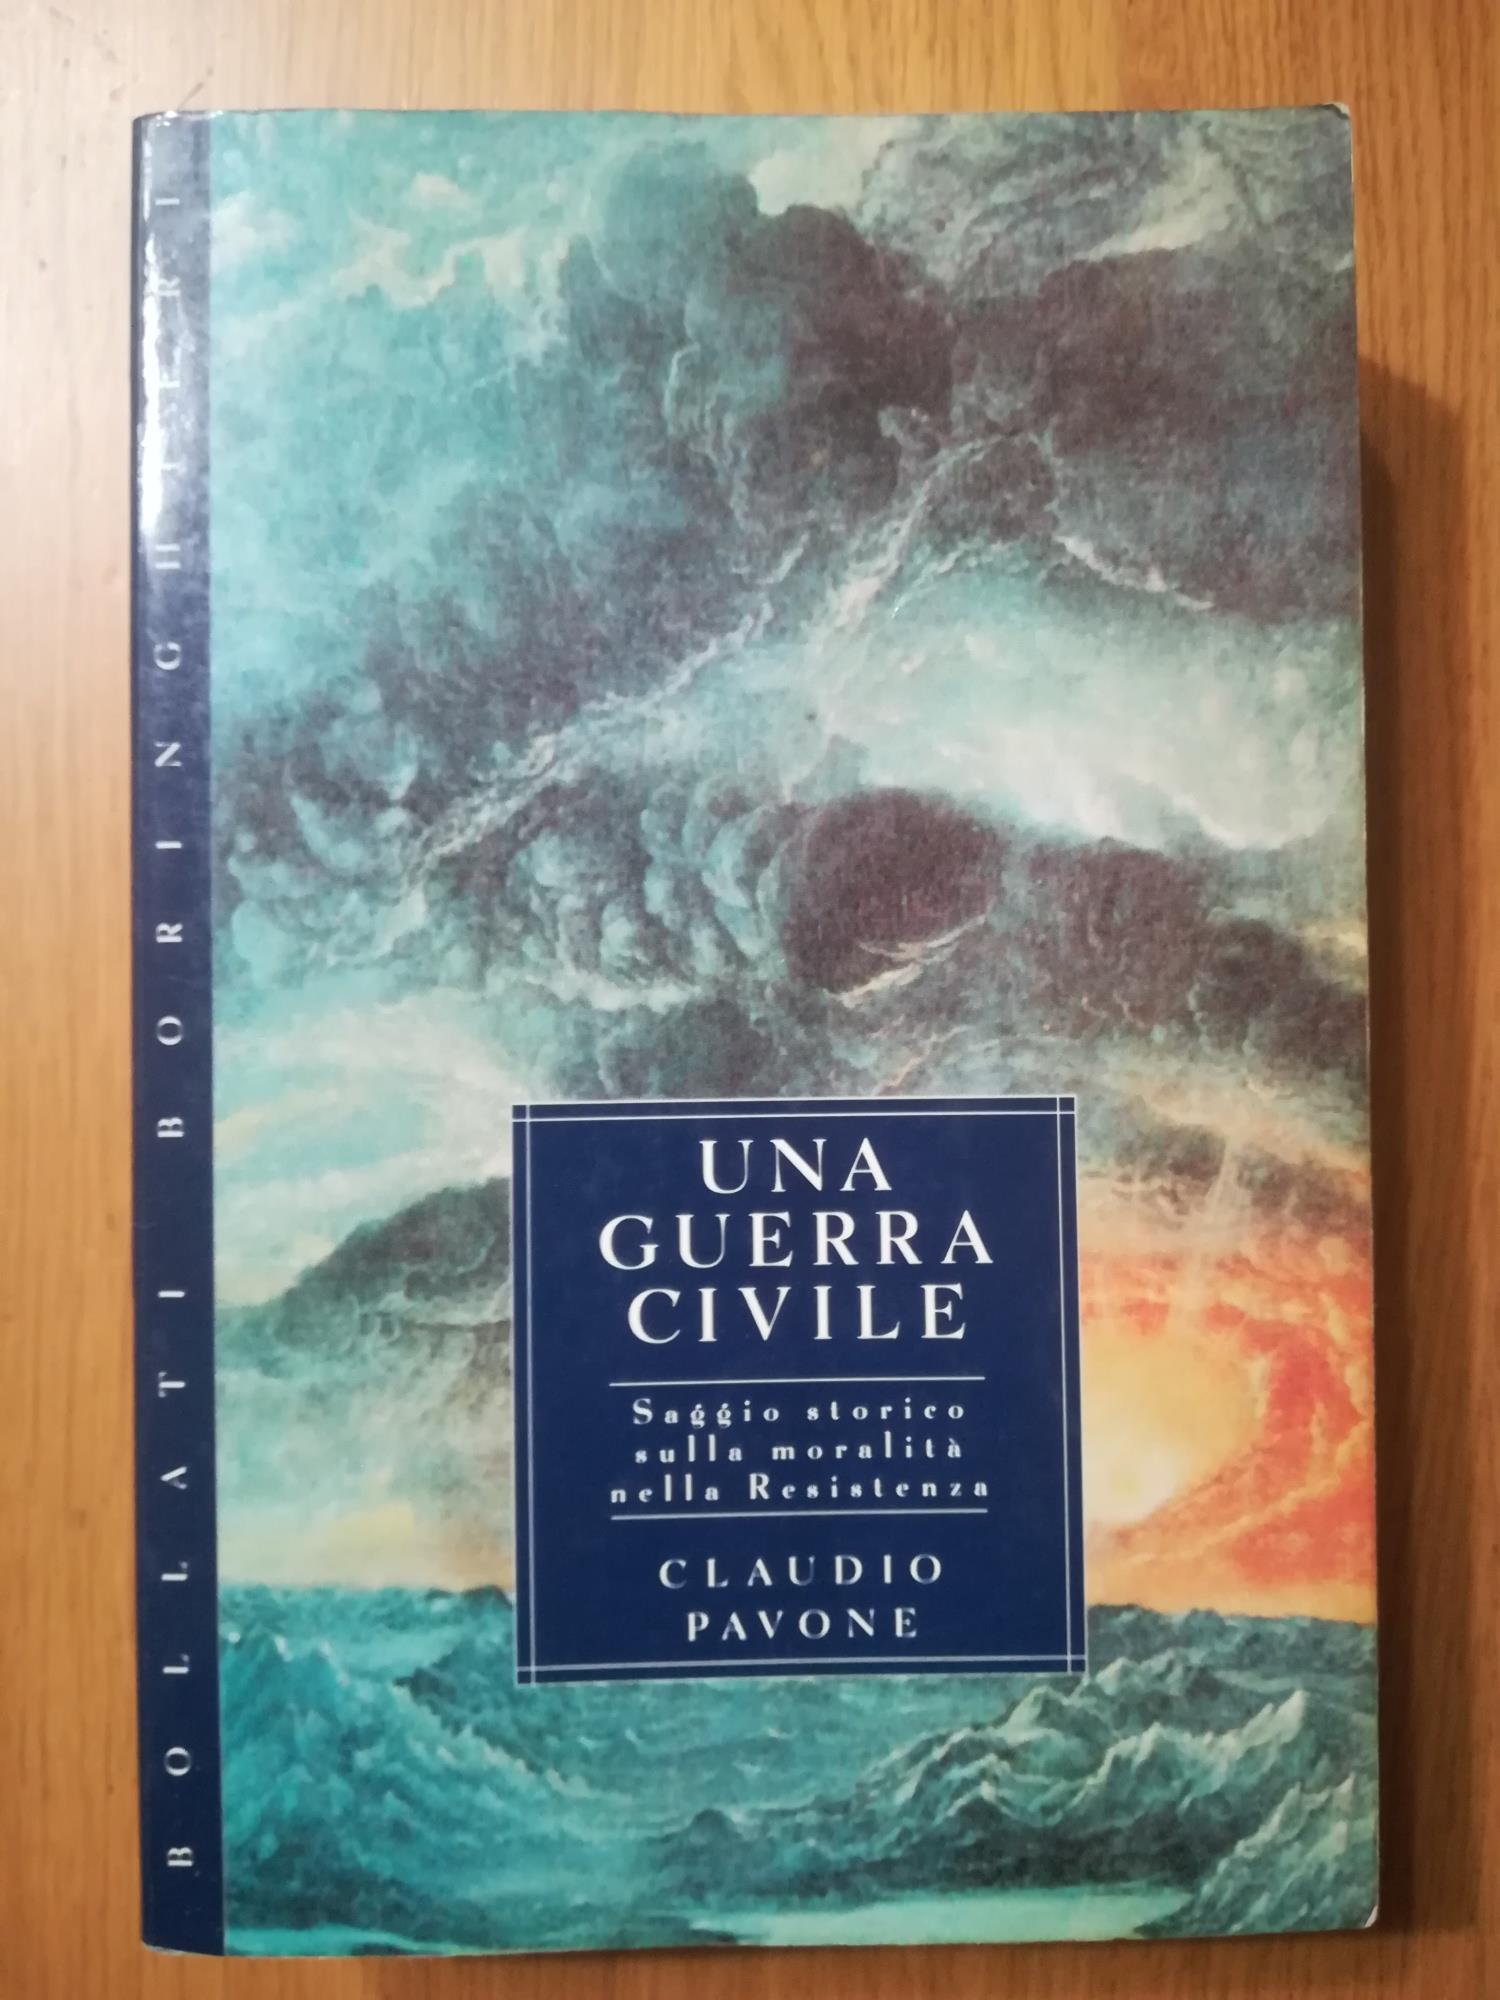 BOLLATI BORINGHIERI
UNA
GUERRA
CIVILE
Saggio storico
sulla moralità
nella Resistenza
CLAUDIO
PAVONE